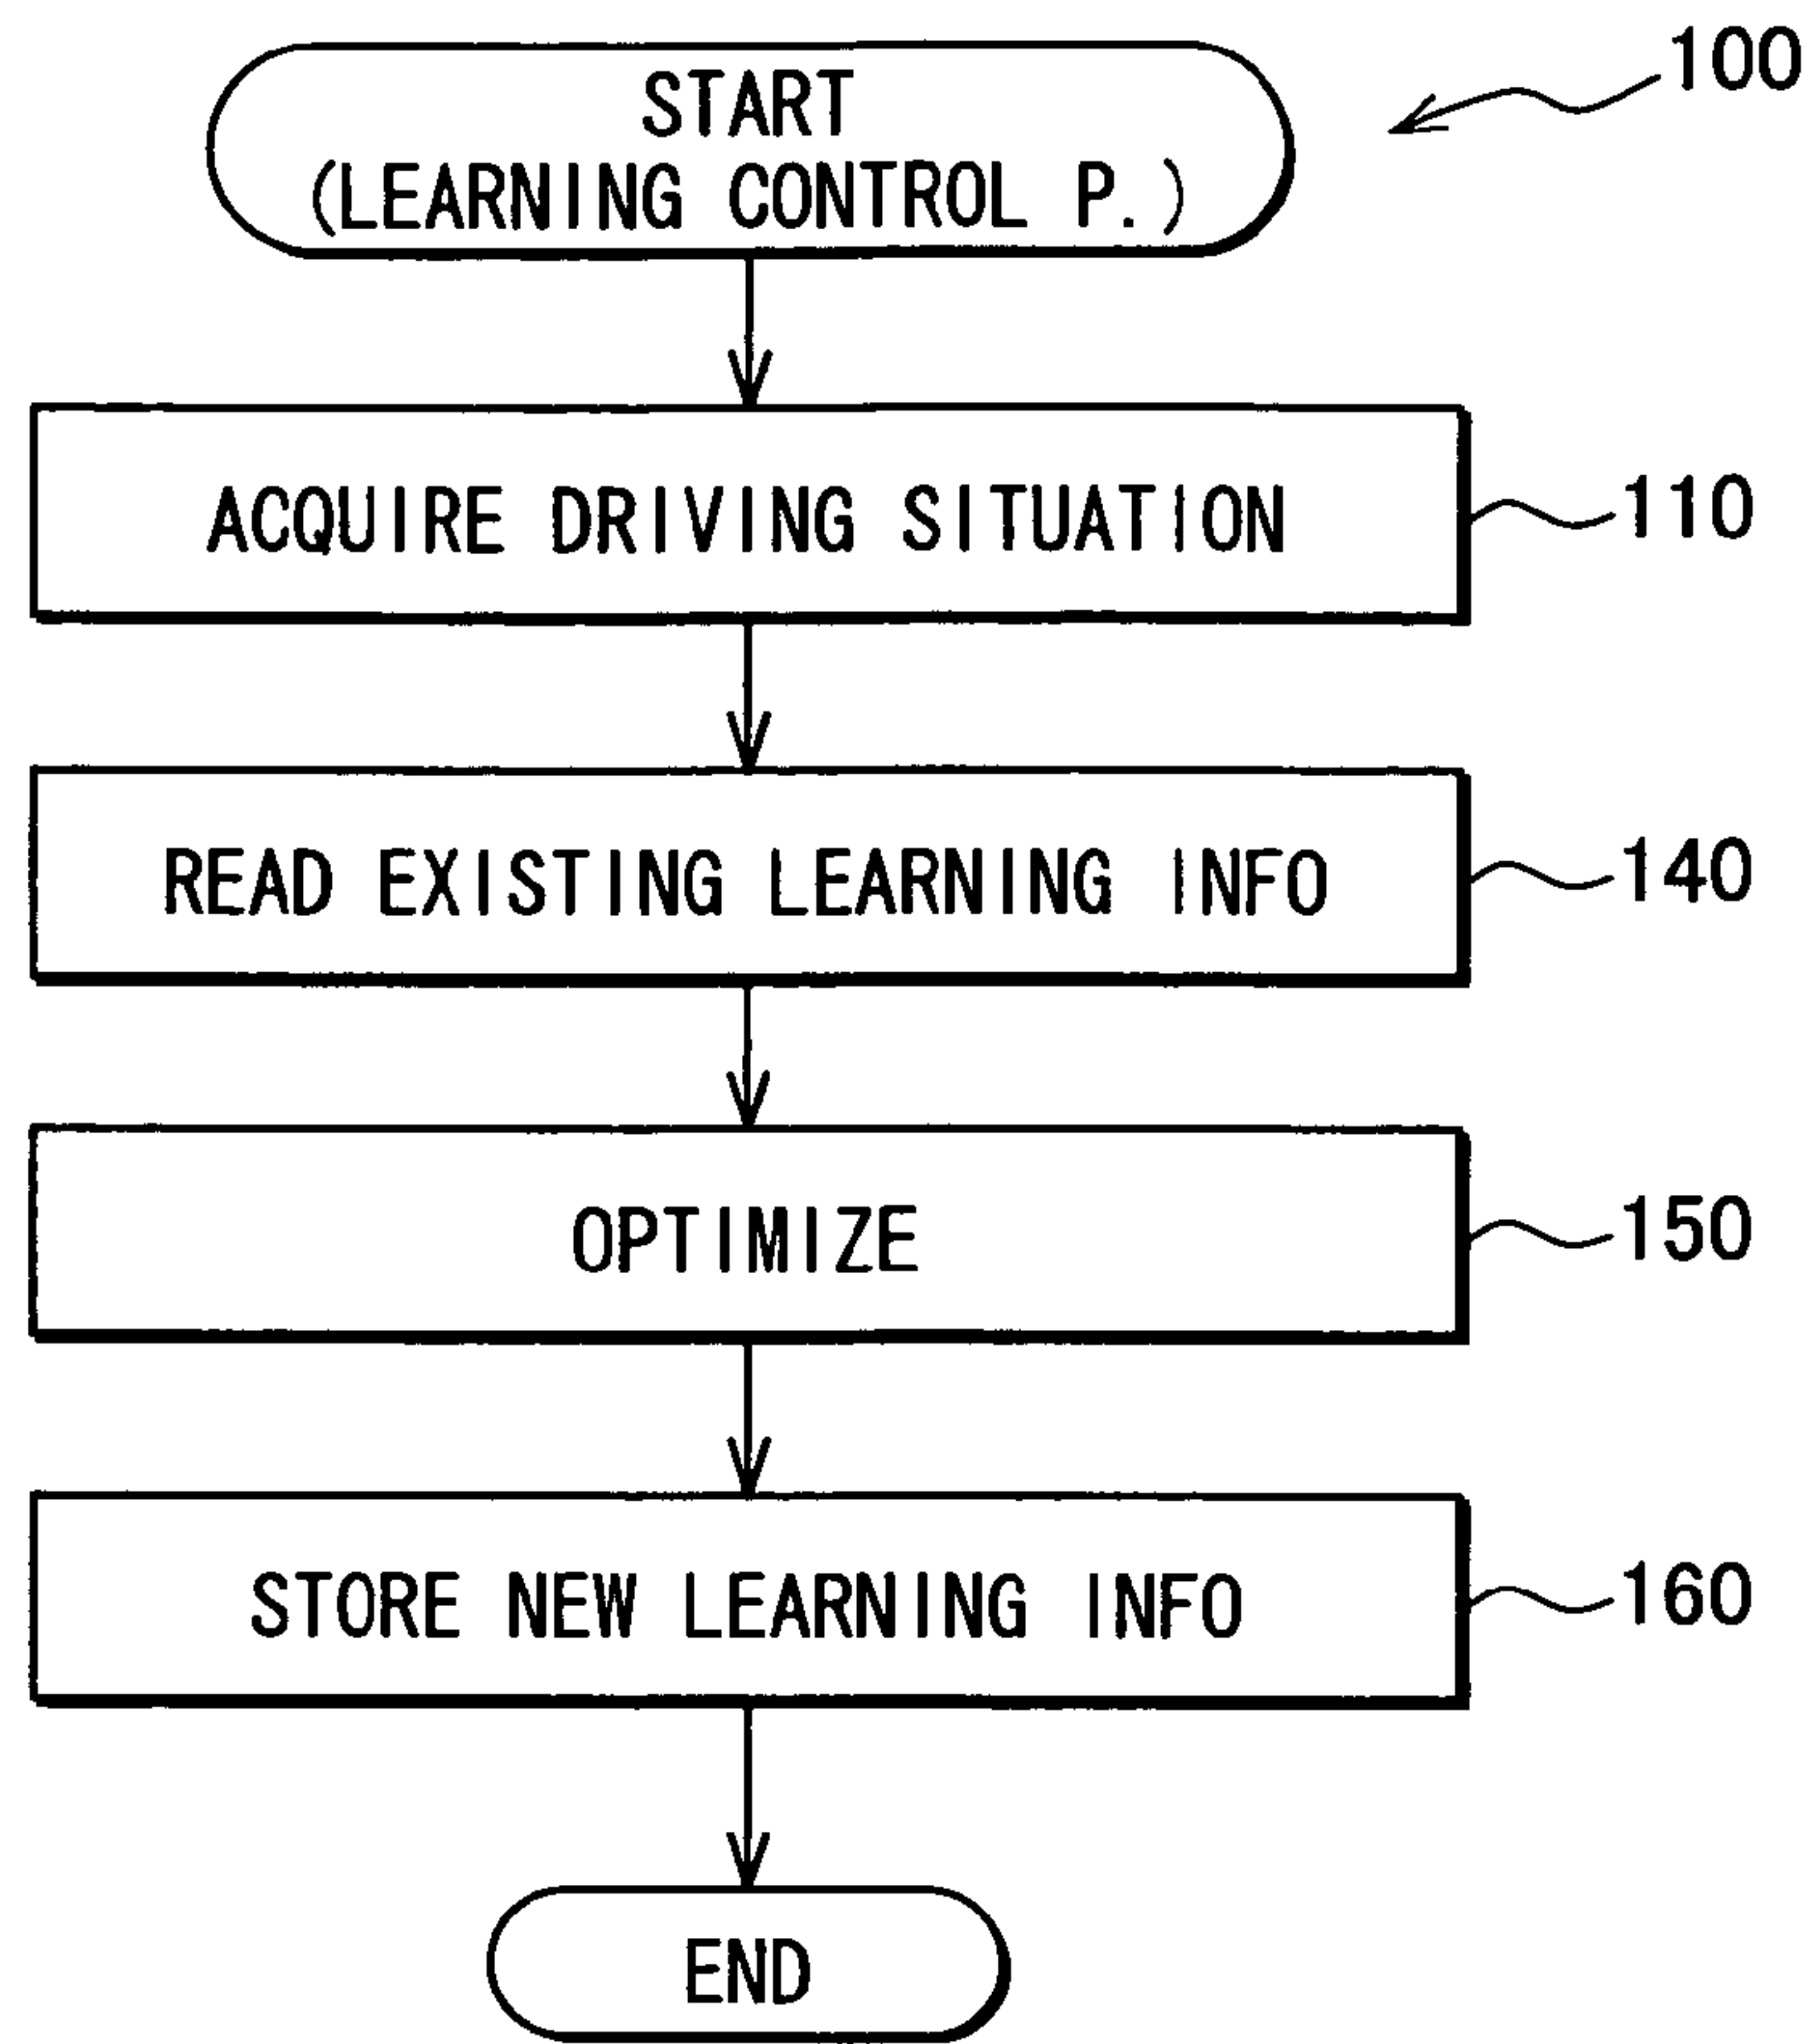 100
START
(LEARNING CONTROL P.)
ACQUIRE DRIVING SITUATION
110
READ EXISTING LEARNING INFO
140
OPTIMIZE
150
STORE NEW LEARNING INFO
160
END